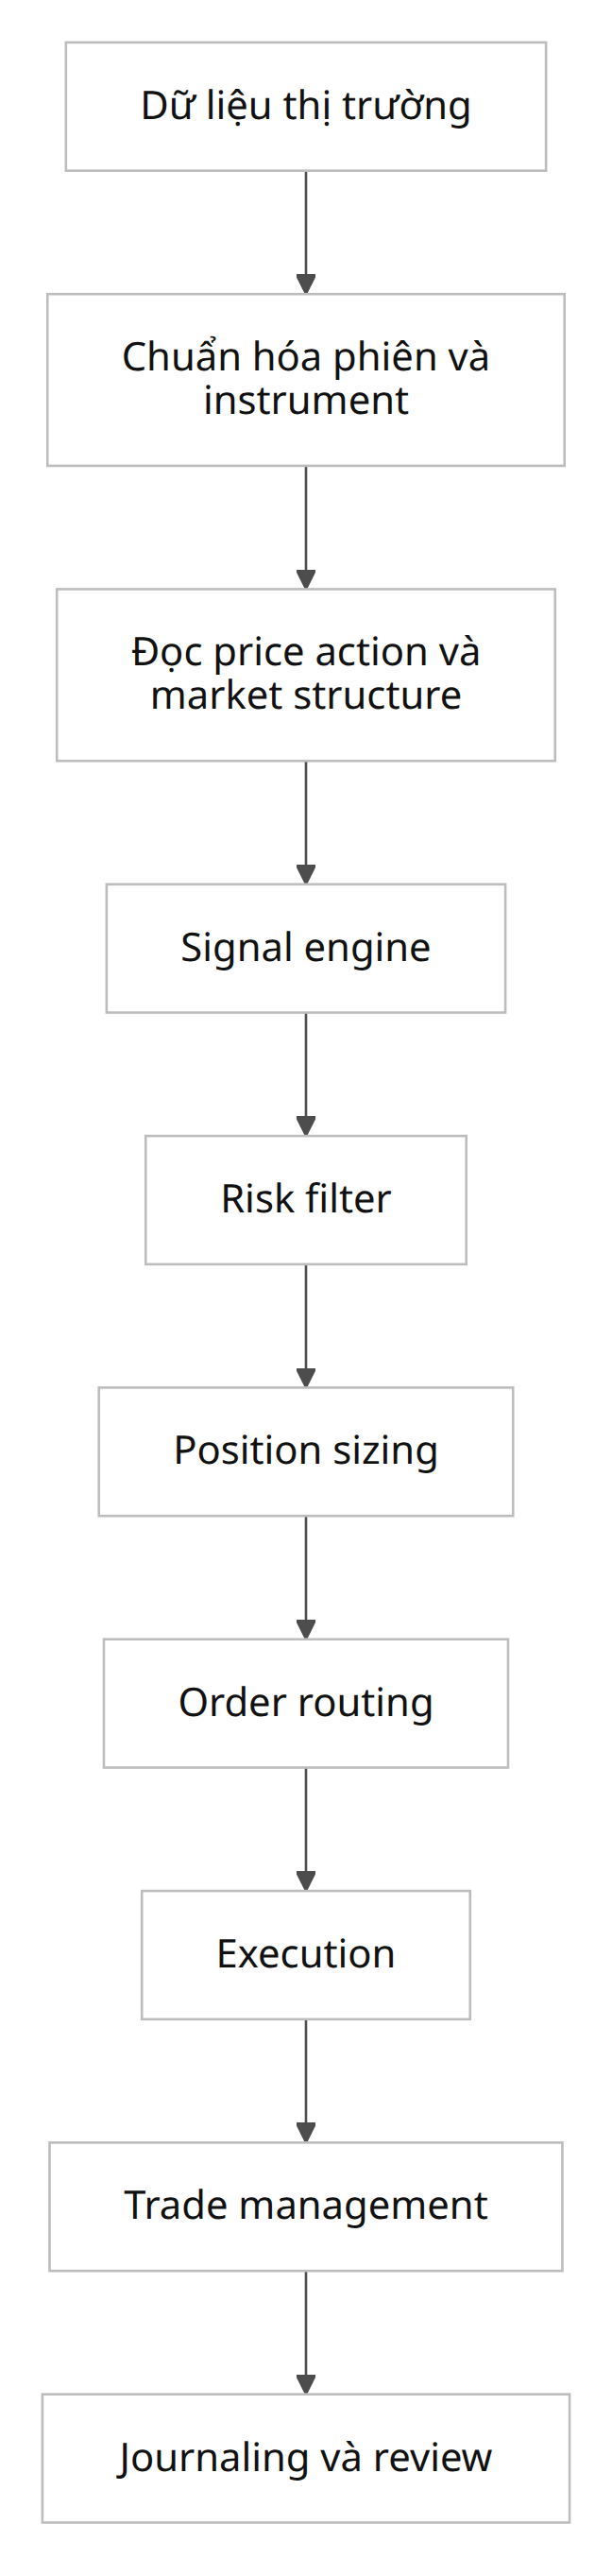 Dữ liệu thị trường
Chuẩn hóa phiên và
instrument
Đọc price action và
market structure
Signal engine
Risk filter
Position sizing
Order routing
Execution
Trade management
Journaling và review